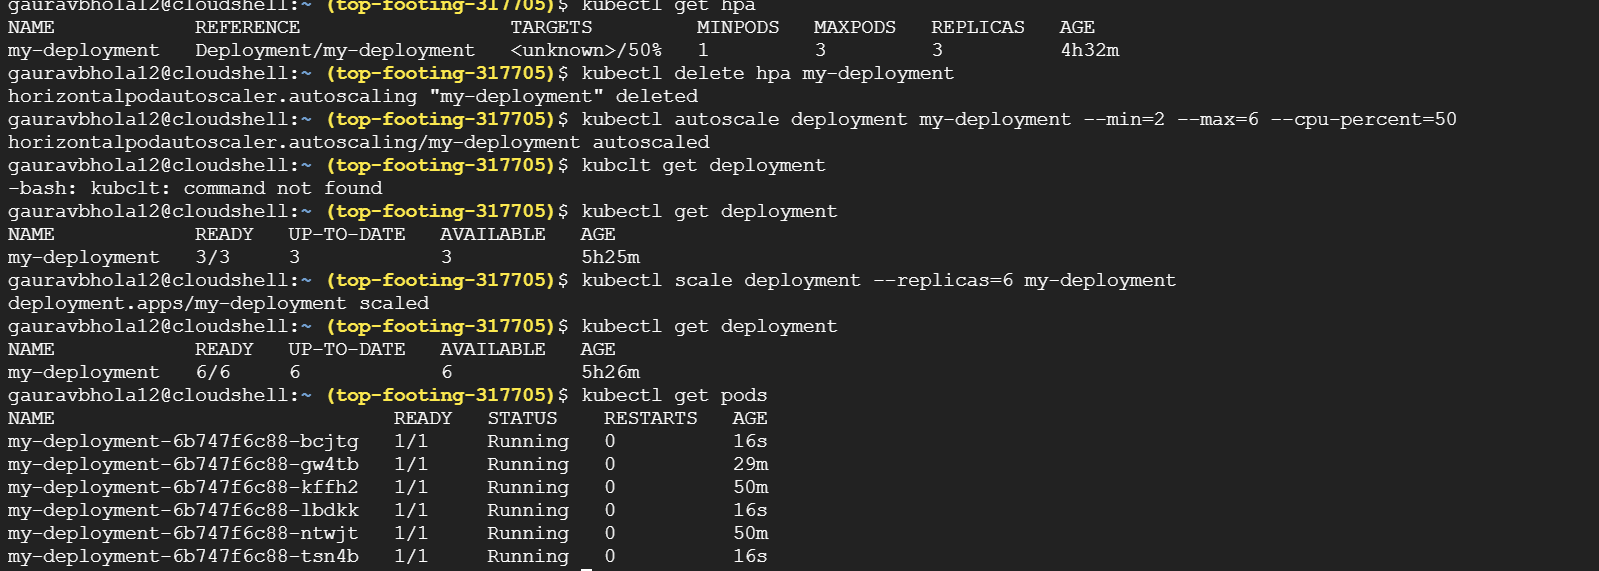 gauravbhola12@cloudshell:~ (top-footing-317705)$ kubectl get hpa
NAME REFERENCE TARGETS MINPODS MAXPODS REPLICAS AGE
my-deployment Deployment/my-deployment <unknown>/50% 1 3 3 4h32m
gauravbhola12@cloudshell:~ (top-footing-317705)$ kubectl delete hpa my-deployment
horizontalpodautoscaler.autoscaling "my-deployment" deleted
gauravbhola12@cloudshell:~ (top-footing-317705)$ kubectl autoscale deployment my-deployment --min=2 --max=6 --cpu-percent=50
horizontalpodautoscaler.autoscaling/my-deployment autoscaled
gauravbhola12@cloudshell:~ (top-footing-317705)$ kubclt get deployment
-bash: kubclt: command not found
gauravbhola12@cloudshell:~ (top-footing-317705)$ kubectl get deployment
NAME READY UP-TO-DATE AVAILABLE AGE
my-deployment 3/3 3 3 5h25m
gauravbhola12@cloudshell:~ (top-footing-317705)$ kubectl scale deployment --replicas=6 my-deployment
deployment.apps/my-deployment scaled
gauravbhola12@cloudshell:~ (top-footing-317705)$ kubectl get deployment
NAME READY UP-TO-DATE AVAILABLE AGE
my-deployment 6/6 6 6 5h26m
gauravbhola12@cloudshell:~ (top-footing-317705)$ kubectl get pods
NAME READY STATUS RESTARTS AGE
my-deployment-6b747f6c88-bcjtg 1/1 Running 0 16s
my-deployment-6b747f6c88-gw4tb 1/1 Running 0 29m
my-deployment-6b747f6c88-kffh2 1/1 Running 0 50m
my-deployment-6b747f6c88-lbdkk 1/1 Running 0 16s
my-deployment-6b747f6c88-ntwjt 1/1 Running 0 50m
my-deployment-6b747f6c88-tsn4b 1/1 Running 0 16s